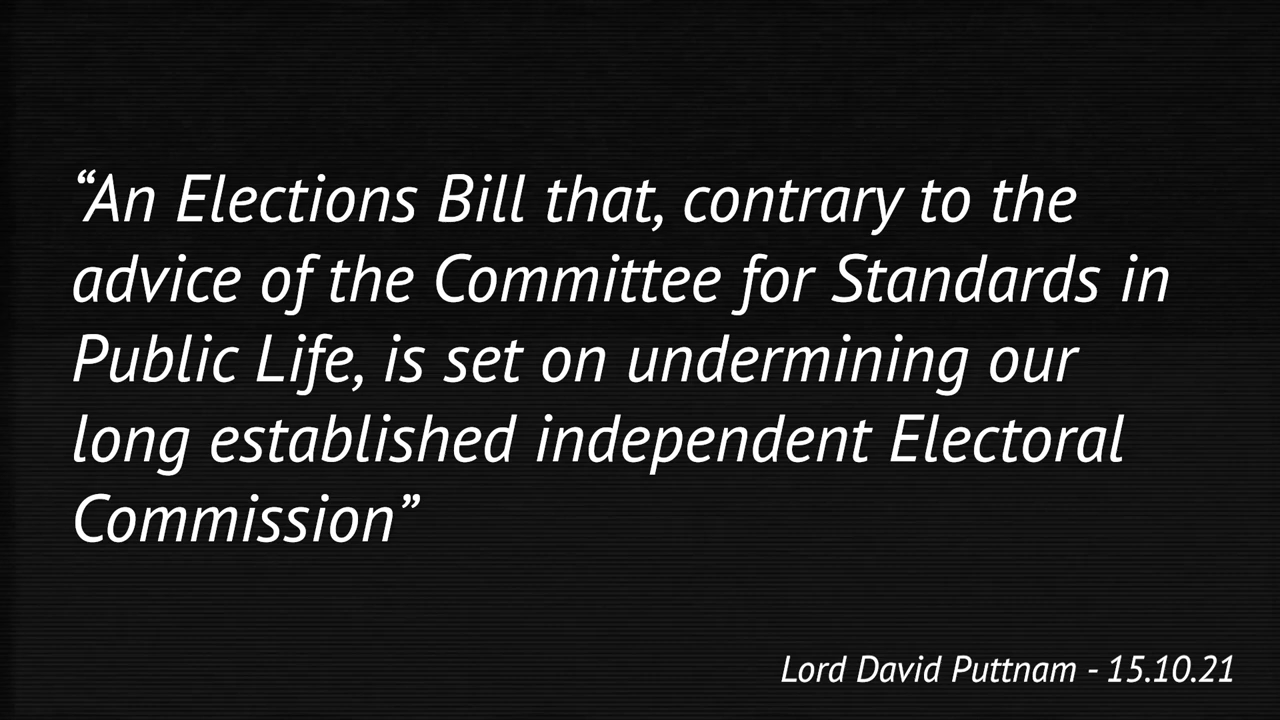 “An Elections Bill that, contrary to the
advice of the Committee for Standards in
Public Life, is set on undermining our
long established independent Electoral
Commission”
Lord David Puttnam - 15.10.21